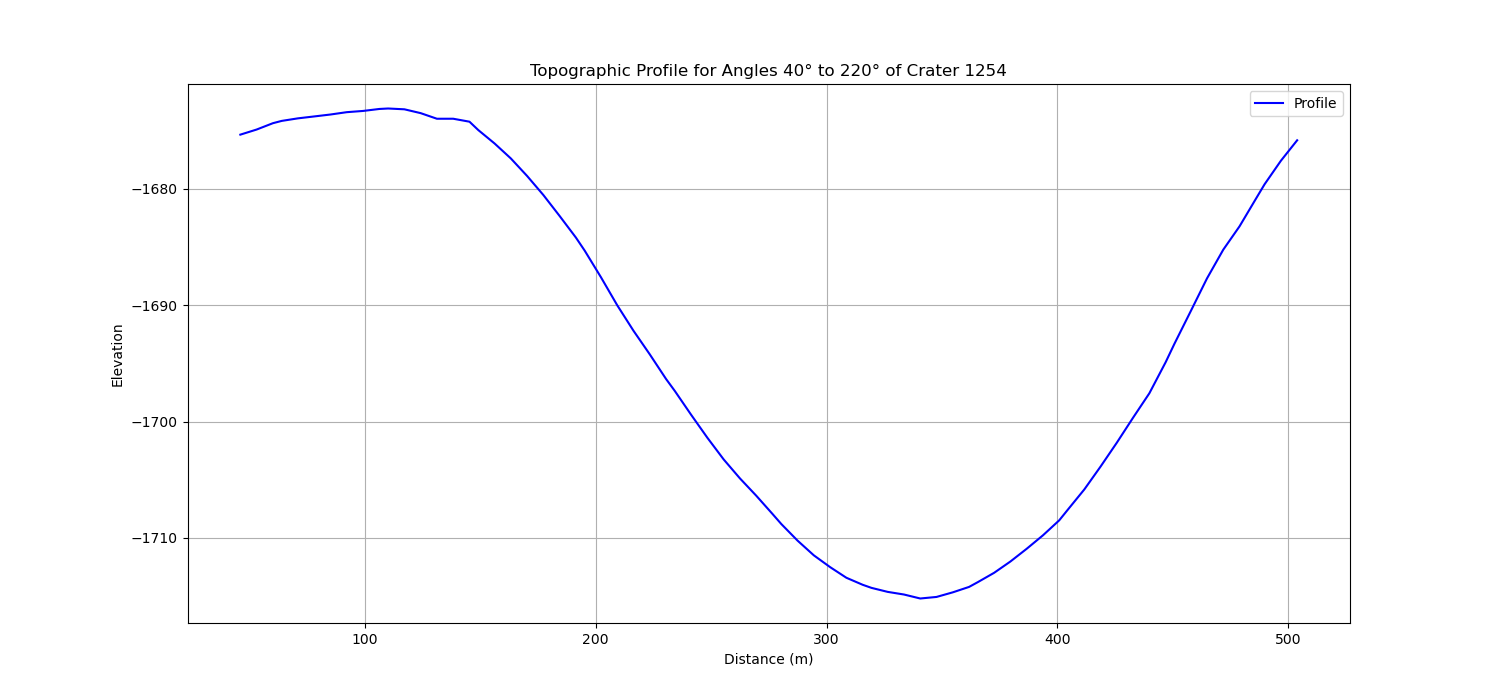 Topographic Profile for Angles 40° to 220° of Crater 1254
Profile
−1680
−1690
−1700
−1710
Elevation
100
200
300
400
500
Distance (m)